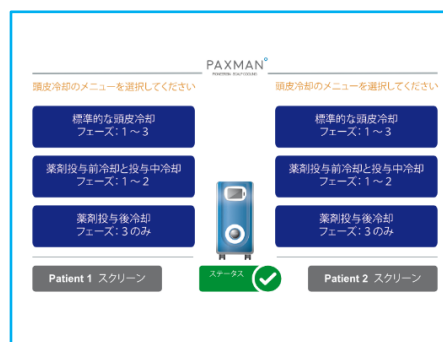 PAXMAN
頭皮冷却のメニューを選択してください
頭皮冷却のメニューを選択してください
標準的な頭皮冷却
フェーズ：1～3
標準的な頭皮冷却
フェーズ：1～3
薬剤投与前冷却と投与中冷却
フェーズ：1～2
薬剤投与前冷却と投与中冷却
フェーズ：1～2
薬剤投与後冷却
フェーズ：3のみ
薬剤投与後冷却
フェーズ：3のみ
Patient 1 スクリーン
ステータス
Patient 2 スクリーン